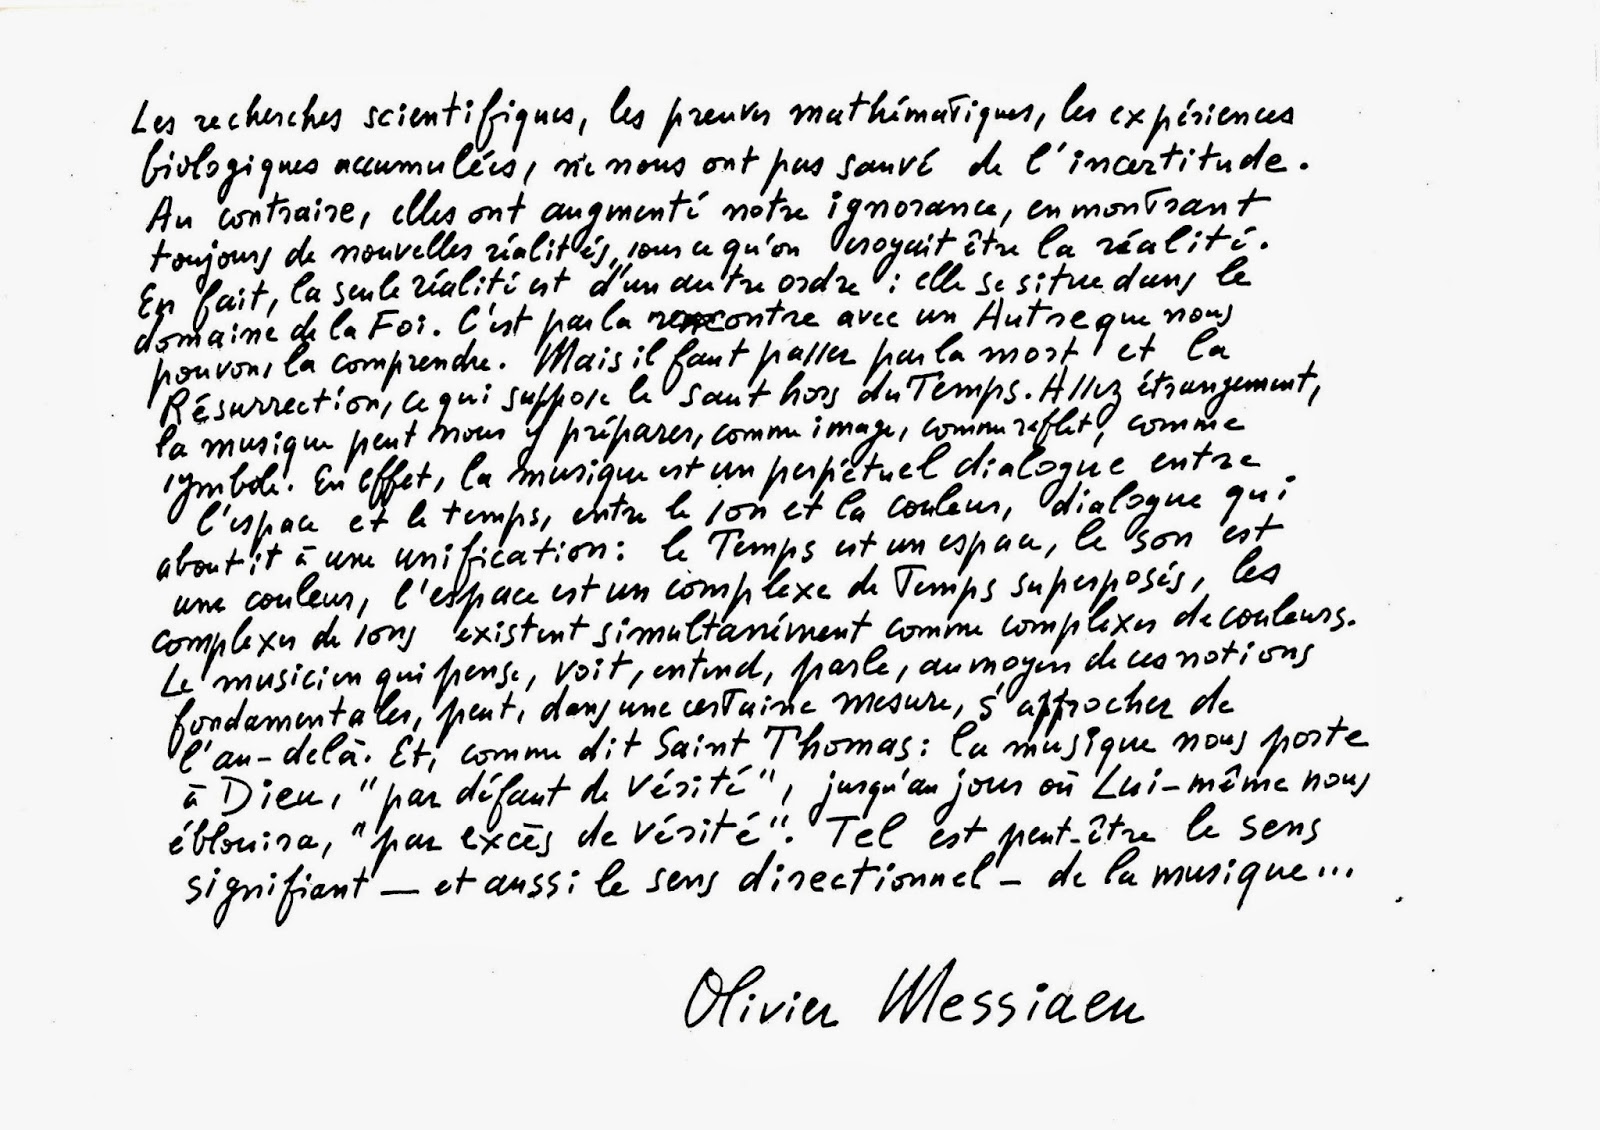 Les recherches scientifiques, les preuves mathématiques, les expériences
biologiques accumulées, ne nous ont pas sauvé de l'incertitude.
Au contraire, elles ont augmenté notre ignorance, en montrant
toujours de nouvelles réalités, sous ce qu'on croyait être la réalité.
En fait, la seule réalité est d'un autre ordre : elle se situe dans le
domaine de la Foi. C'est par la rencontre avec un Autre que nous
pouvons la comprendre. Mais il faut passer par la mort et la
Résurrection, ce qui suppose le saut hors du Temps. Assez étrangement,
la musique peut nous y préparer, comme image, comme reflet, comme
symbole. En effet, la musique est un perpétuel dialogue entre
l'espace et le temps, entre le son et la couleur, dialogue qui
aboutit à une unification : le Temps est un espace, le son est
une couleur, l'espace est un complexe de Temps superposés, les
complexes de sons existent simultanément comme complexes de couleurs.
Le musicien qui pense, voit, entend, parle, au moyen de ces notions
fondamentales, peut, dans une certaine mesure, s'approcher de
l'au-delà. Et, comme dit Saint Thomas : la musique nous porte
à Dieu, "par défaut de Vérité", jusqu'au jour où Lui-même nous
éblouira, "par excès de Vérité". Tel est peut-être le sens
signifiant — et aussi le sens directionnel — de la musique...
Olivier Messiaen